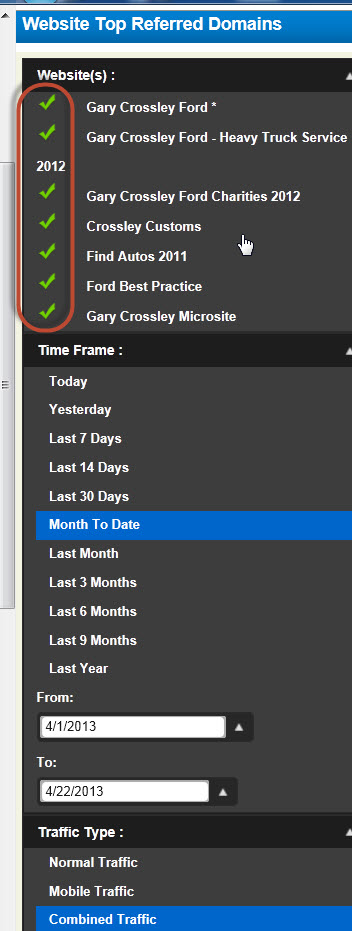 Website Top Referred Domains
Website(s) :
Gary Crossley Ford *
Gary Crossley Ford - Heavy Truck Service
2012
Gary Crossley Ford Charities 2012
Crossley Customs
Find Autos 2011
Ford Best Practice
Gary Crossley Microsite
Time Frame :
Today
Yesterday
Last 7 Days
Last 14 Days
Last 30 Days
Month To Date
Last Month
Last 3 Months
Last 6 Months
Last 9 Months
Last Year
From:
4/1/2013
To:
4/22/2013
Traffic Type :
Normal Traffic
Mobile Traffic
Combined Traffic